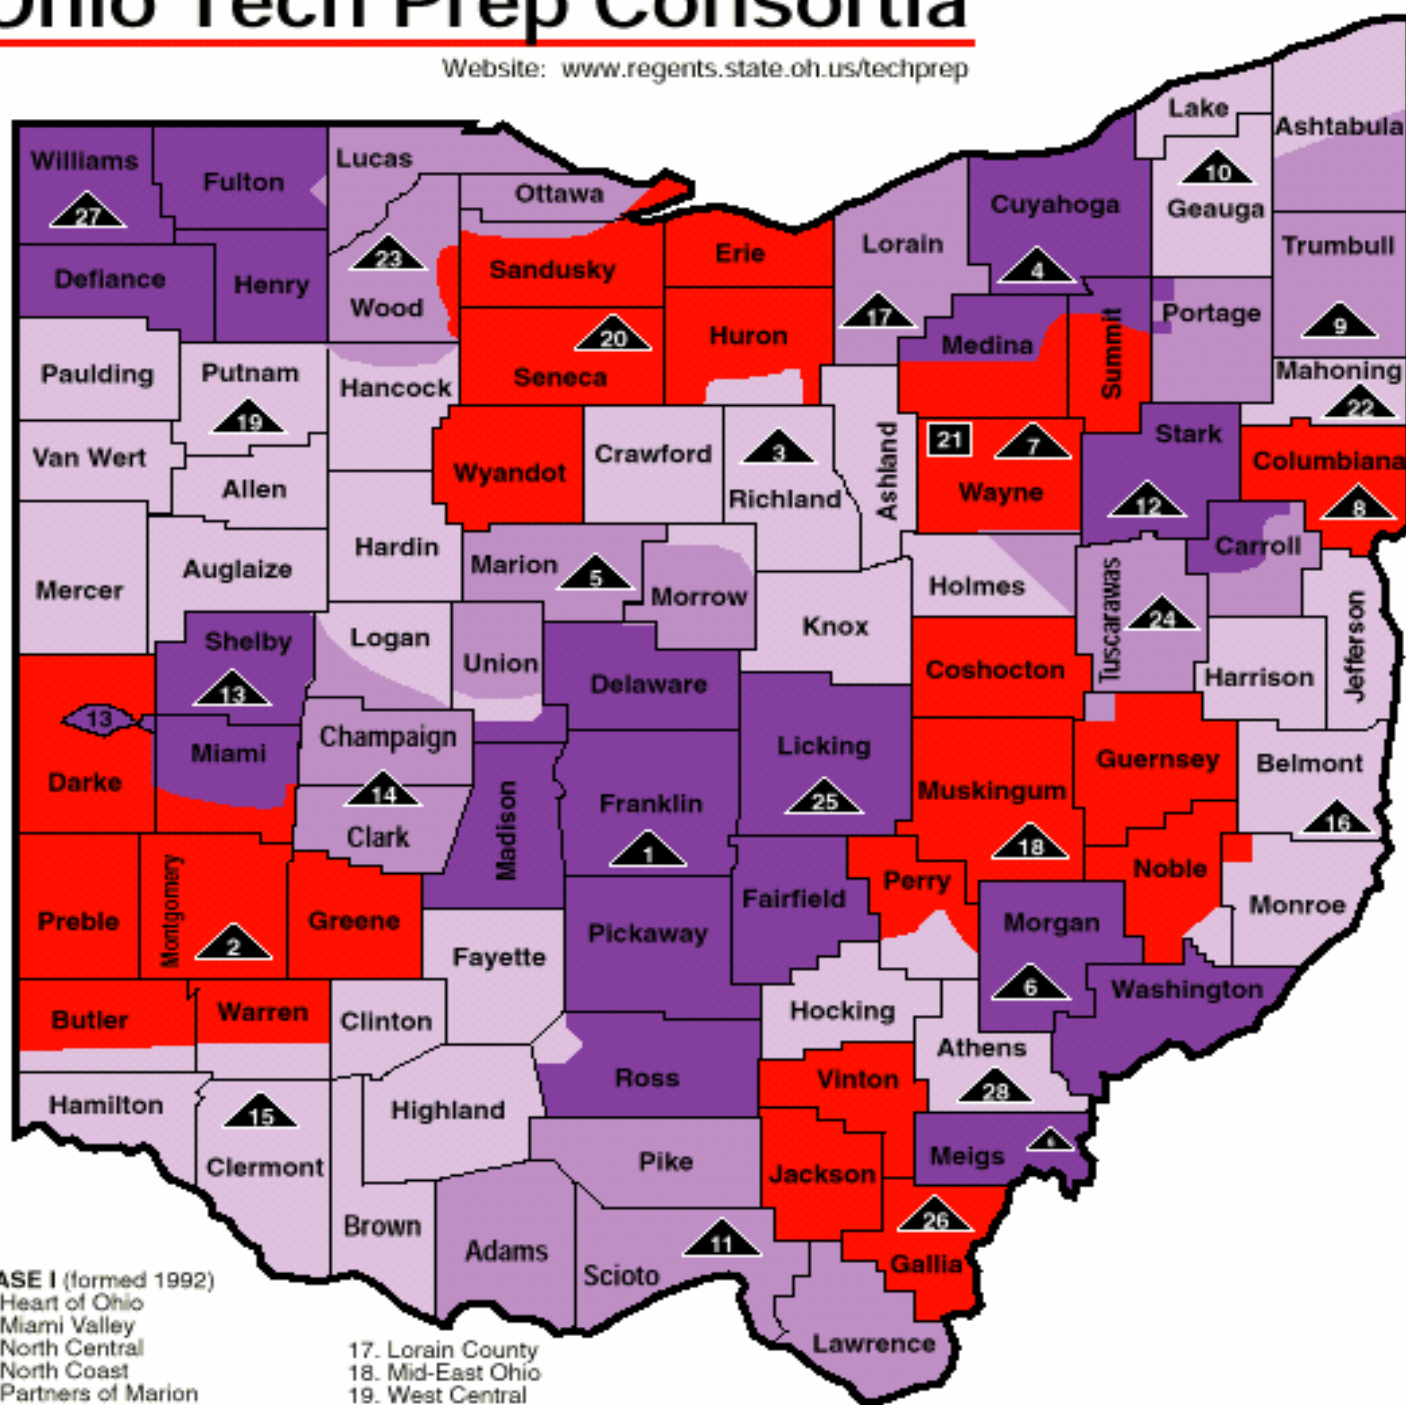 Ohio Tech Prep Consortia
Website: www.regents.state.oh.us/techprep
Lake
Ashtabula
Williams
Lucas
Fulton
Ottawa
10
27
Cuyahoga
Geauga
Lorain
Trumbull
23
Erie
4
Defiance
Henry
Sandusky
Wood
17
Portage
9
20
Huron
Medina
Summit
Paulding
Putnam
Seneca
Mahoning
Hancock
22
19
Stark
21
7
Crawford
3
Ashland
Van Wert
Wyandot
Columbiana
Allen
Richland
Wayne
12
8
Hardin
Carroll
Marion
5
Auglaize
Mercer
Morrow
Holmes
Tuscarawas
24
Knox
Jefferson
Shelby
Logan
Union
Coshocton
Harrison
13
Delaware
13
Champaign
Licking
Miami
Guernsey
Belmont
Darke
Muskingum
14
Franklin
25
Madison
16
Clark
1
18
Noble
Perry
Fairfield
Monroe
Preble
Montgomery
2
Greene
Pickaway
Morgan
Fayette
6
Washington
Butler
Warren
Clinton
Hocking
Athens
Ross
Vinton
28
Hamilton
15
Highland
6
Meigs
Clermont
Pike
Jackson
Brown
26
Adams
11
Scioto
Gallia
Lawrence
ASE I (formed 1992)
Heart of Ohio
Miami Valley
North Central
North Coast
Partners of Marion
17. Lorain County
18. Mid-East Ohio
19. West Central